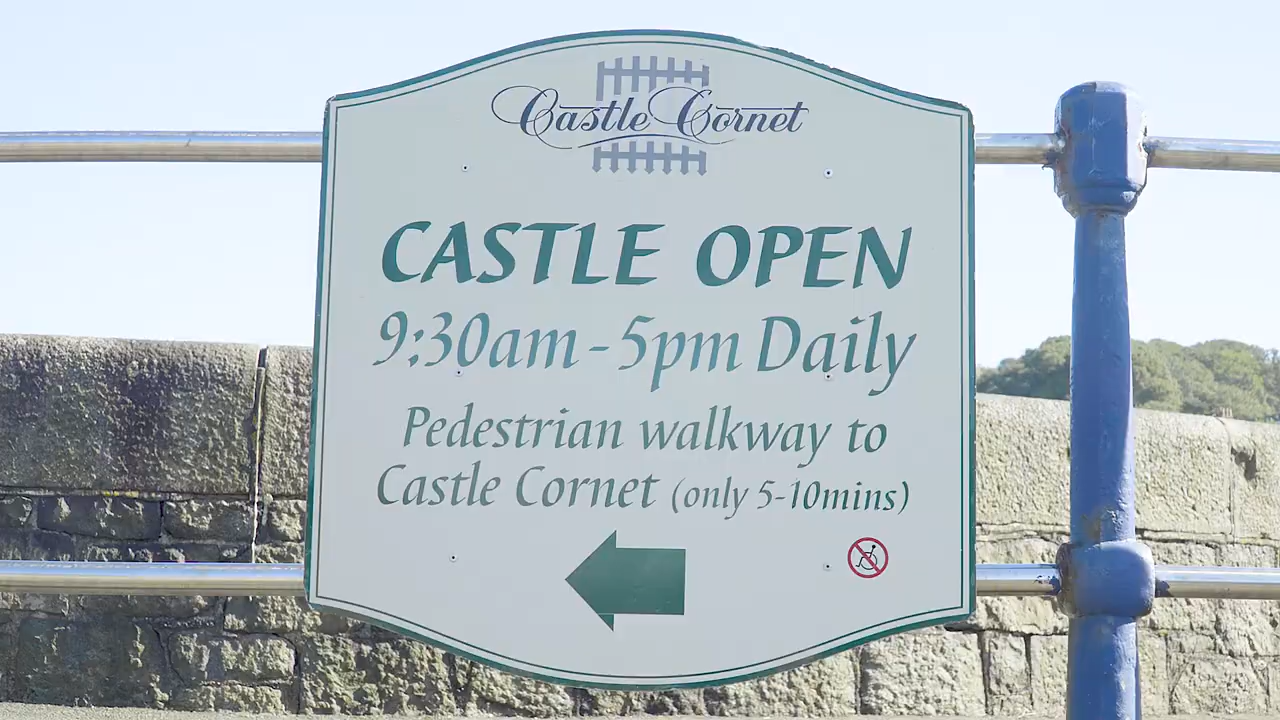 Castle Cornet
CASTLE OPEN
9:30am-5pm Daily
Pedestrian walkway to
Castle Cornet (only 5-10mins)